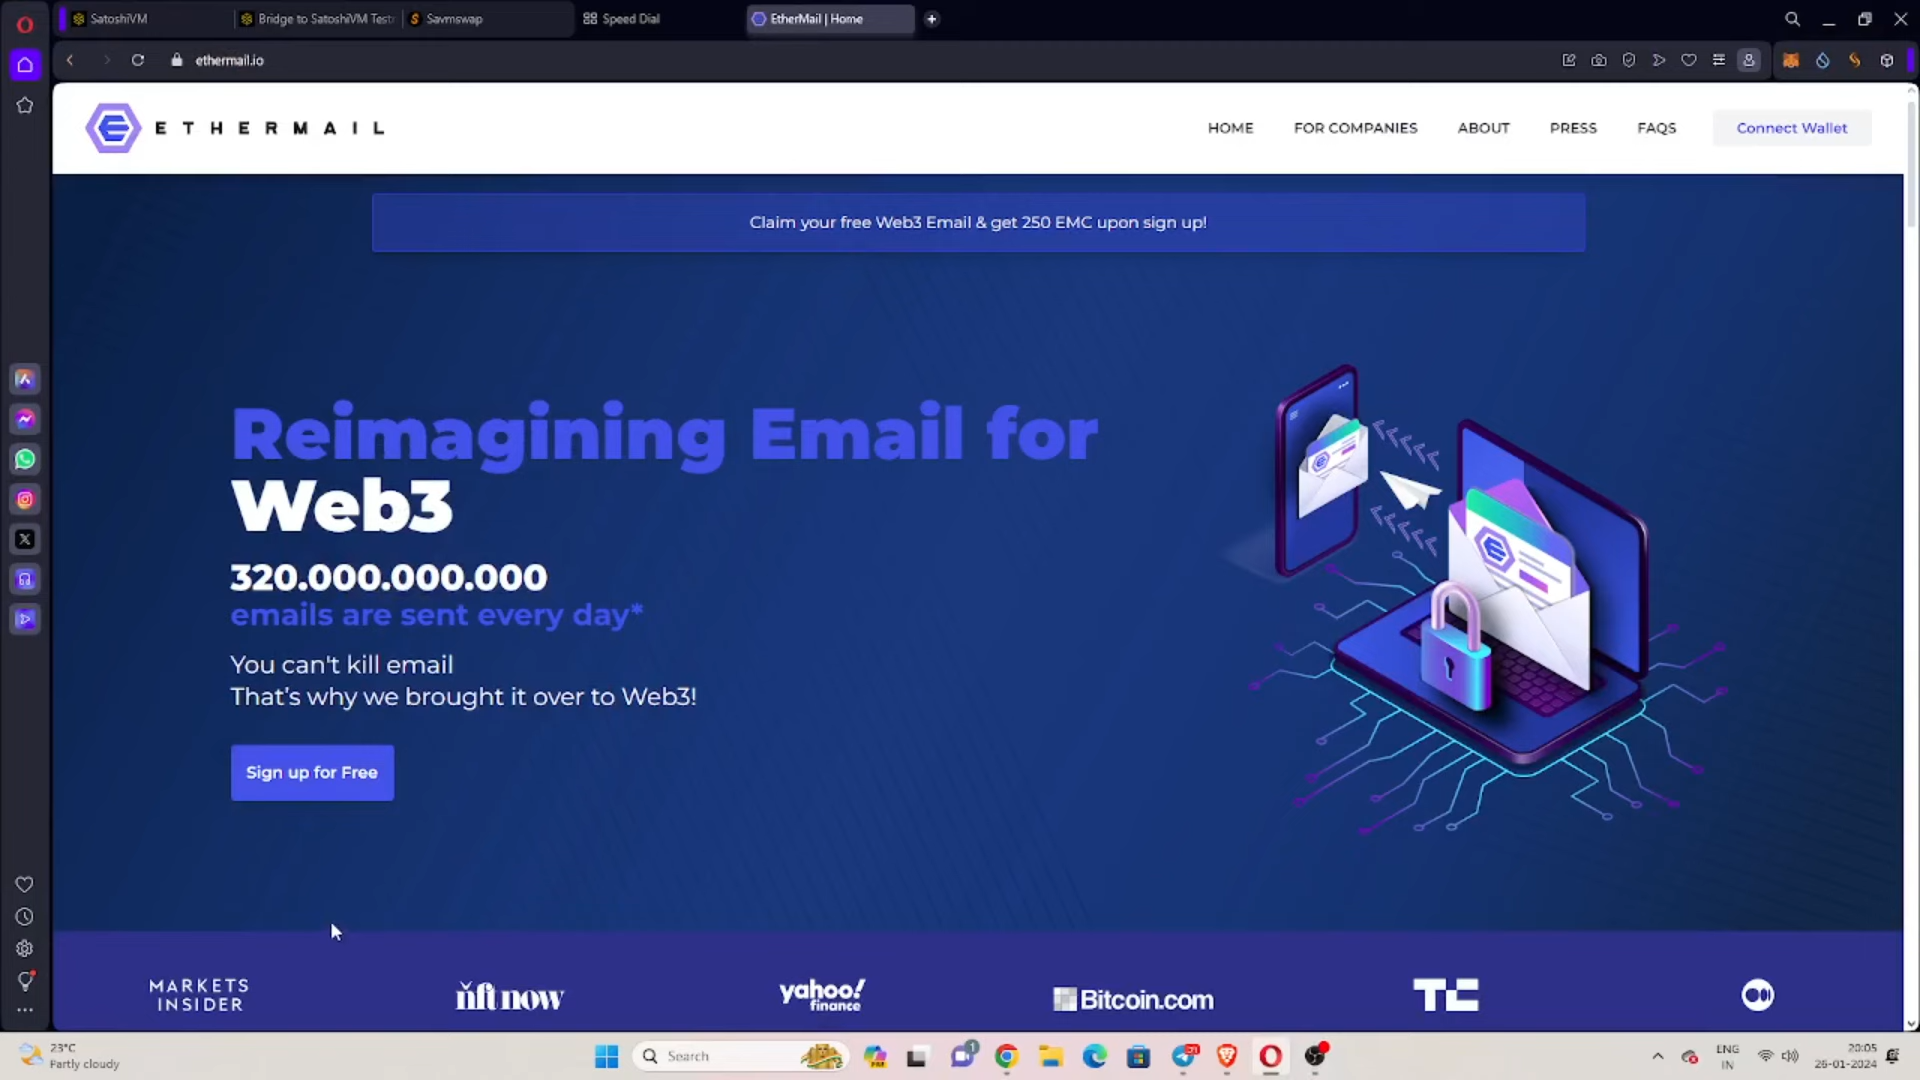 SatoshiVM
Bridge to SatoshiVM Test
Savmswap
Speed Dial
EtherMail | Home
ethermail.io
ETHERMAIL
HOME
FOR COMPANIES
ABOUT
PRESS
FAQS
Connect Wallet
Claim your free Web3 Email & get 250 EMC upon sign up!
Reimagining Email for
Web3
320.000.000.000
emails are sent every day*
You can't kill email
That's why we brought it over to Web3!
Sign up for Free
MARKETS
INSIDER
nft now
yahoo!
finance
Bitcoin.com
TC
23°C
Partly cloudy
Search
1
ENG
IN
20:05
26-01-2024